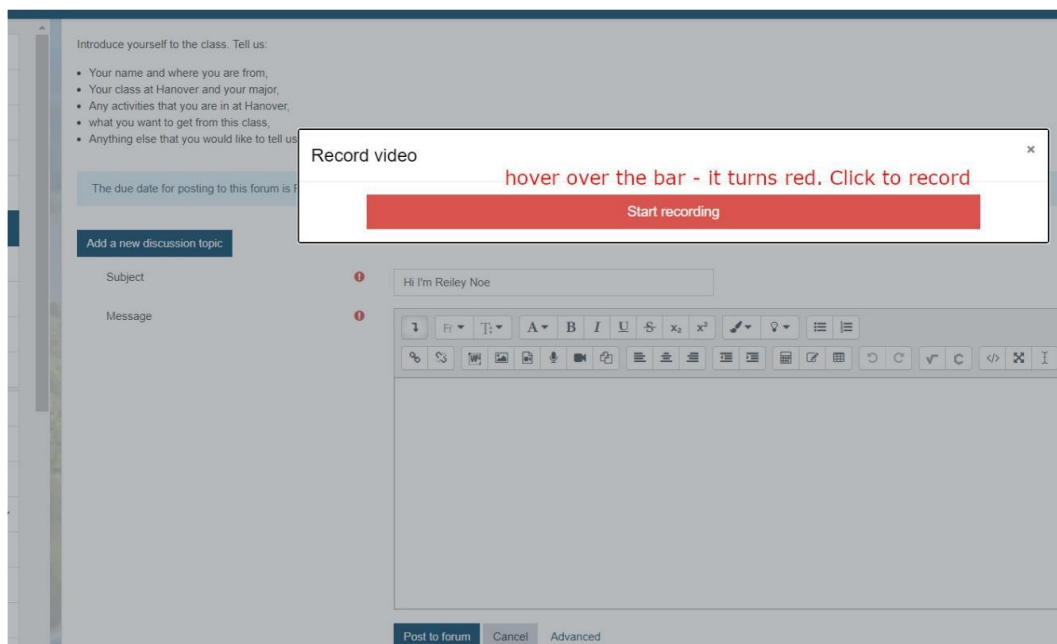 Introduce yourself to the class. Tell us:
• Your name and where you are from,
• Your class at Hanover and your major,
• Any activities that you are in at Hanover,
• what you want to get from this class,
• Anything else that you would like to tell us
Record video
×
hover over the bar - it turns red. Click to record
Start recording
The due date for posting to this forum is
Add a new discussion topic
Subject
Hi I'm Reiley Noe
Message
A B I U S x₂ x²
Post to forum Cancel Advanced